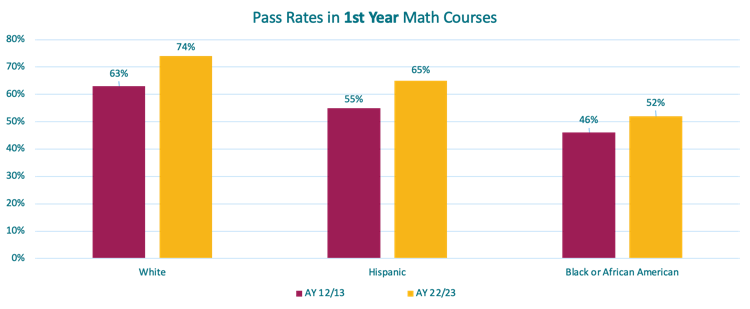 Pass Rates in 1st Year Math Courses
80%
70%
60%
50%
40%
30%
20%
10%
0%
63%
74%
55%
65%
46%
52%
White
Hispanic
Black or African American
AY 12/13
AY 22/23